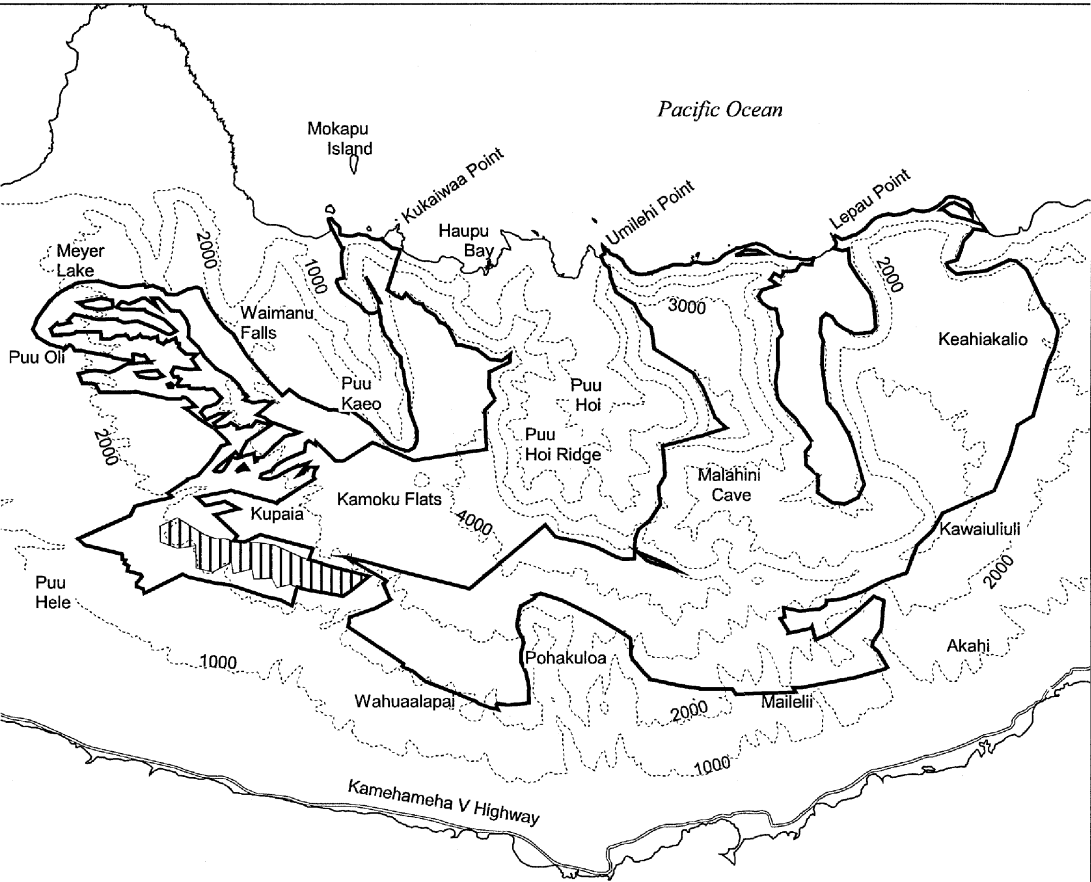 Pacific Ocean
Mokapu
Island
Kukaiwaa Point
Umilehi Point
Lepau Point
Haupu
Bay
Meyer
Lake
2000
1000
2000
Waimanu
Falls
3000
Keahiakalio
Puu Oli
Puu
Kaeo
Puu
Hoi
Puu
Hoi Ridge
2000
Malahini
Cave
Kamoku Flats
Kupaia
4000
Kawaiuliuli
2000
Puu
Hele
Akahi
1000
Pohakuloa
Wahuaalapai
Mailelii
2000
1000
Kamehameha V Highway